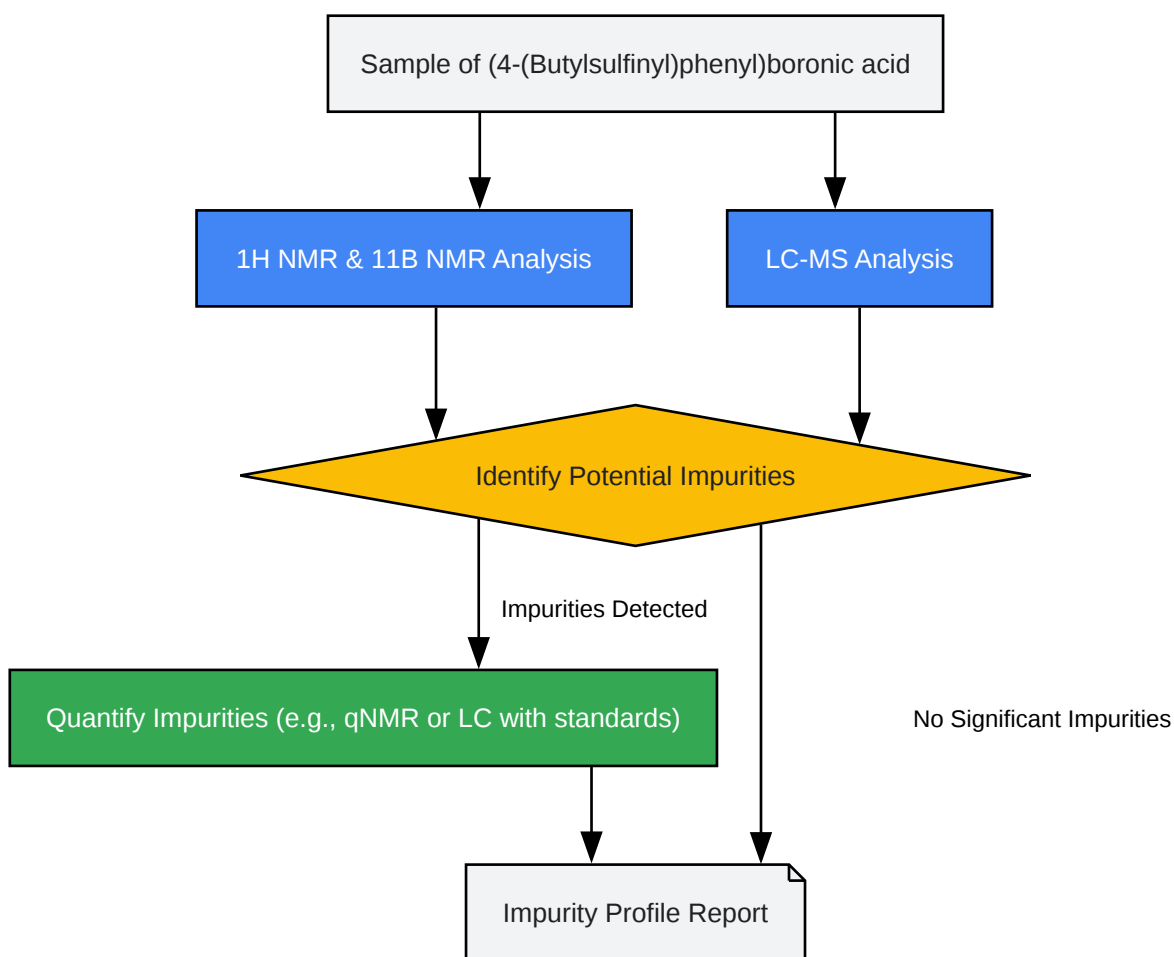 Sample of (4-(Butylsulfinyl)phenyl)boronic acid
1H NMR & 11B NMR Analysis
LC-MS Analysis
Identify Potential Impurities
Impurities Detected
Quantify Impurities (e.g., qNMR or LC with standards)
No Significant Impurities
Impurity Profile Report